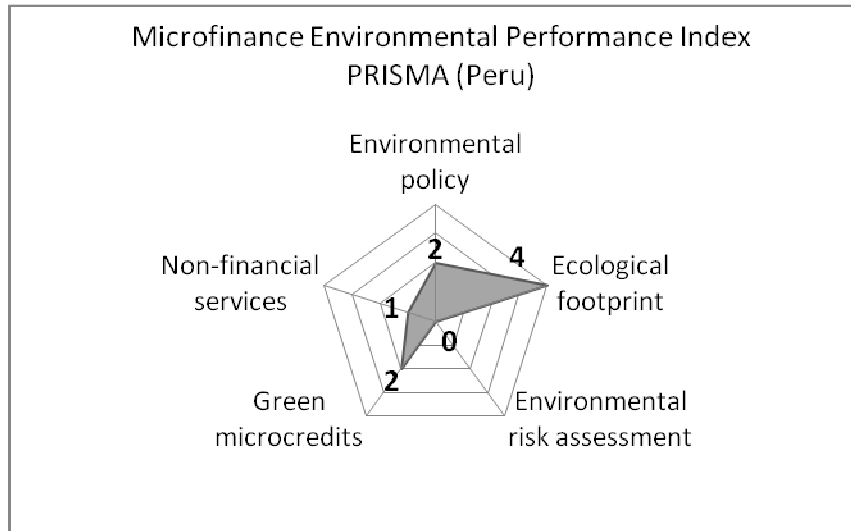 Microfinance Environmental Performance Index
PRISMA (Peru)
Environmental
policy
2
4
Ecological
footprint
Non-financial
services
1
0
2
Green
microcredits
Environmental
risk assessment